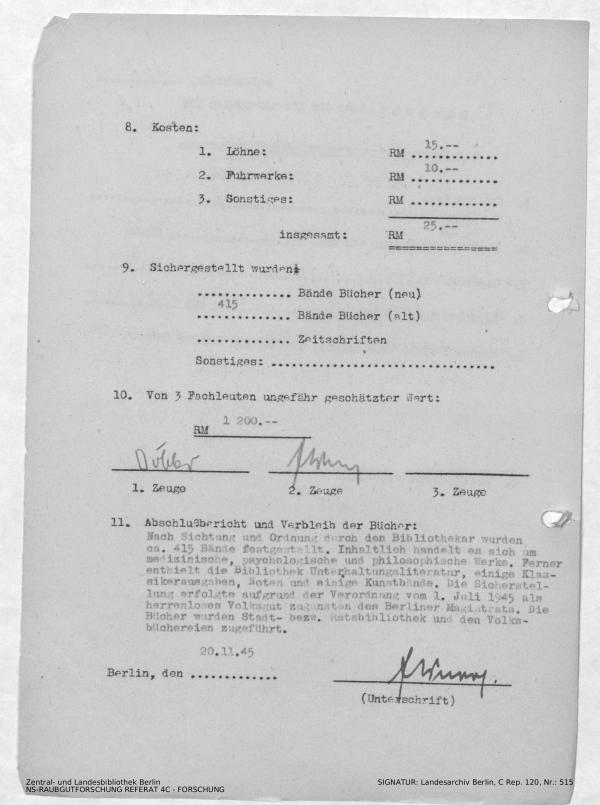 8. Kosten:
1. Löhne: RM 15.--
2. Fuhrwerke: RM 10.--
3. Sonstiges: RM ..............
insgesamt: RM 25.--
================
9. Sichergestellt wurden:
.............. Bände Bücher (neu)
415 Bände Bücher (alt)
.............. Zeitschriften
Sonstiges: ..................................
10. Von 3 Fachleuten ungefähr geschätzter Wert:
RM 1 200.--
1. Zeuge 2. Zeuge 3. Zeuge
11. Abschlußbericht und Verbleib der Bücher:
Nach Sichtung und Ordnung durch den Bibliothekar wurden
ca. 415 Bände festgestellt. Inhaltlich handelt es sich um
medizinische, psychologische und philosophische Werke. Ferner
enthielt die Bibliothek Unterhaltungsliteratur, einige Klas-
sikerausgaben, Noten und einige Kunstbände. Die Sicherstel-
lung erfolgte aufgrund der Verordnung vom 1. Juli 1945 als
herrenloses Volksgut zugunsten des Berliner Magistrats. Die
Bücher wurden Stadt- bezw. Ratsbibliothek und den Volks-
büchereien zugeführt.
20.11.45
Berlin, den .............
(Unterschrift)
Zentral- und Landesbibliothek Berlin
NS-RAUBGUTFORSCHUNG REFERAT 4C - FORSCHUNG
SIGNATUR: Landesarchiv Berlin, C Rep. 120, Nr.: 515